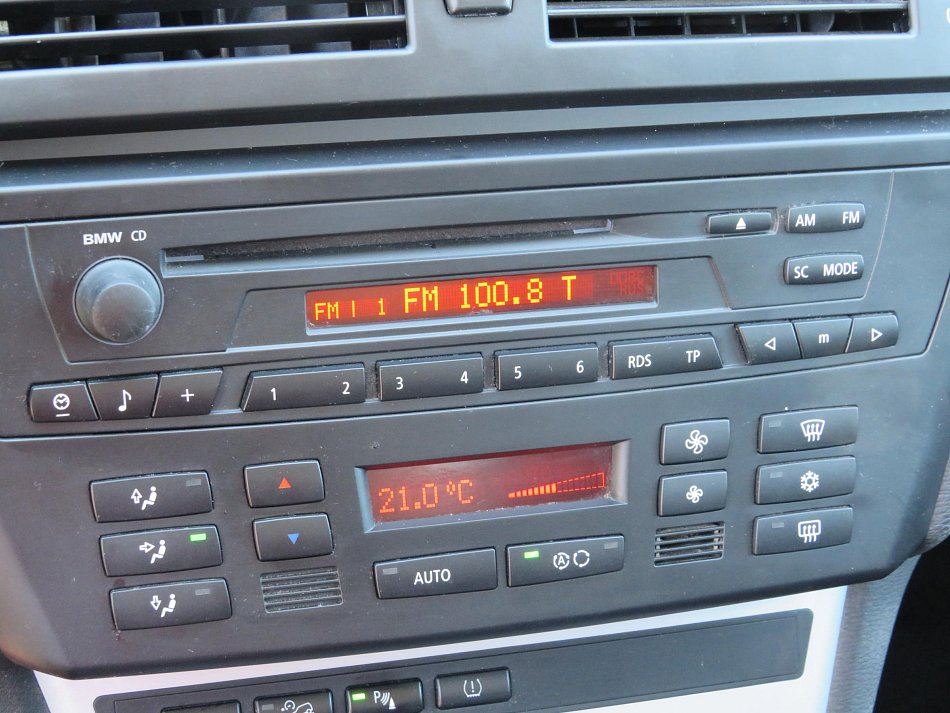 BMW CD
AM FM
SC MODE
FM I 1 FM 100.8 T
1 2 3 4 5 6 RDS TP m
21.0°C
AUTO
A
P